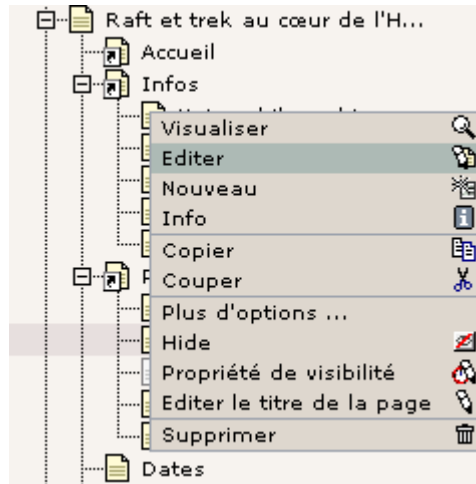 Raft et trek au cœur de l'H...
Accueil
Infos
Visualiser
Editer
Nouveau
Info
Copier
Couper
Plus d'options ...
Hide
Propriété de visibilité
Editer le titre de la page
Supprimer
Dates